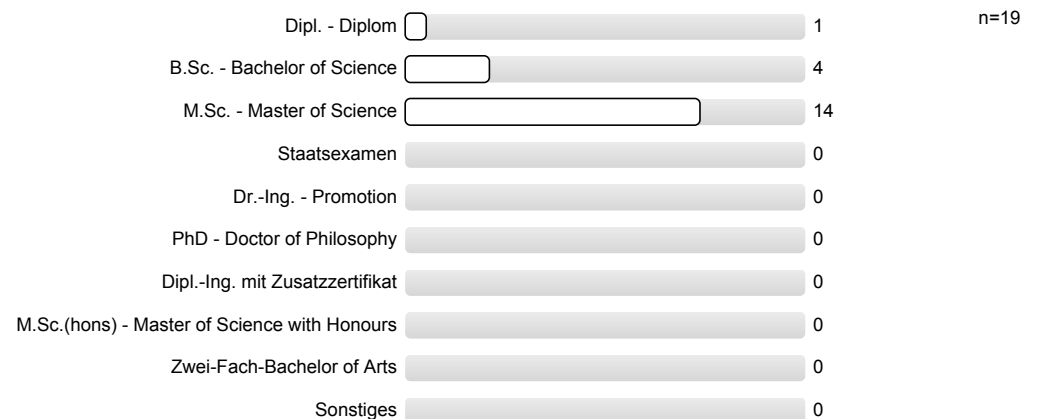 Dipl. - Diplom 1 n=19
B.Sc. - Bachelor of Science 4
M.Sc. - Master of Science 14
Staatsexamen 0
Dr.-Ing. - Promotion 0
PhD - Doctor of Philosophy 0
Dipl.-Ing. mit Zusatzzertifikat 0
M.Sc.(hons) - Master of Science with Honours 0
Zwei-Fach-Bachelor of Arts 0
Sonstiges 0